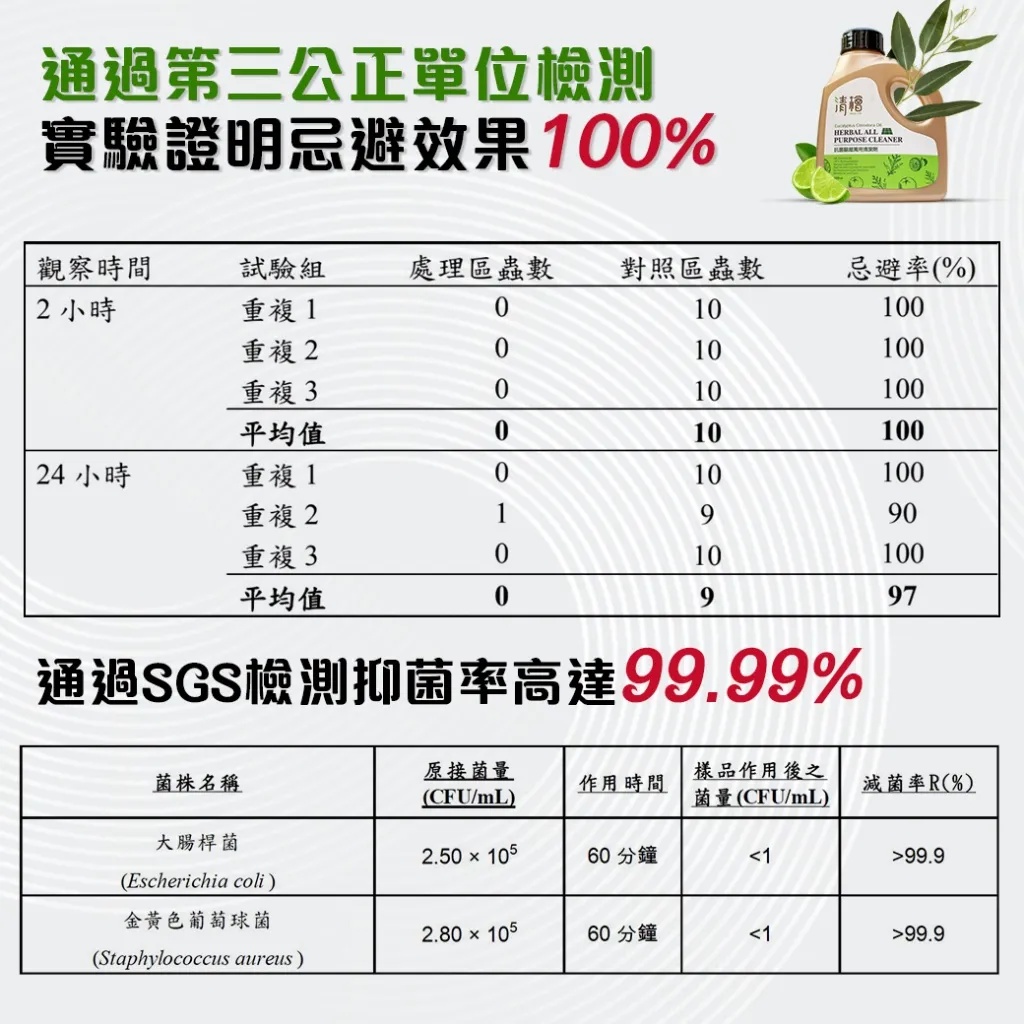 通過第三公正單位檢測
實驗證明忌避效果100%
清檜
Eucalyptus Citriodora Oil
HERBAL ALL
PURPOSE CLEANER
觀察時間 試驗組 處理區蟲數 對照區蟲數 忌避率(%)
2 小時 重複 1 0 10 100
重複 2 0 10 100
重複 3 0 10 100
平均值 0 10 100
24 小時 重複 1 0 10 100
重複 2 1 9 90
重複 3 0 10 100
平均值 0 9 97
通過SGS檢測抑菌率高達99.99%
菌株名稱 原接菌量 (CFU/mL) 作用時間 樣品作用後之菌量(CFU/mL) 減菌率R(%)
大腸桿菌 (Escherichia coli ) 2.50 × 10⁵ 60 分鐘 <1 >99.9
金黃色葡萄球菌 (Staphylococcus aureus ) 2.80 × 10⁵ 60 分鐘 <1 >99.9